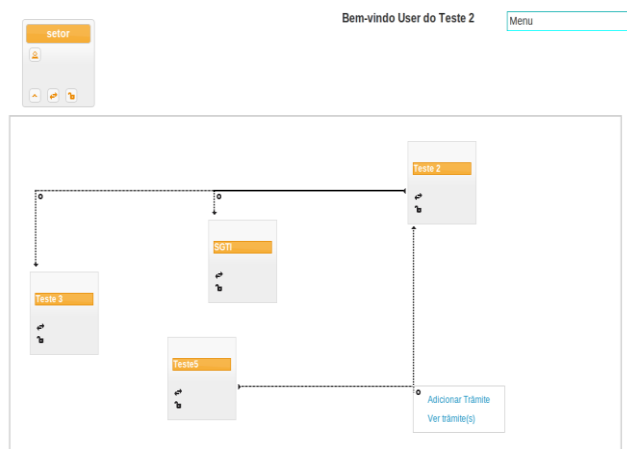 setor
Bem-vindo User do Teste 2
Menu
Teste 2
SGTI
Teste 3
Teste5
Adicionar Trâmite
Ver trâmite(s)